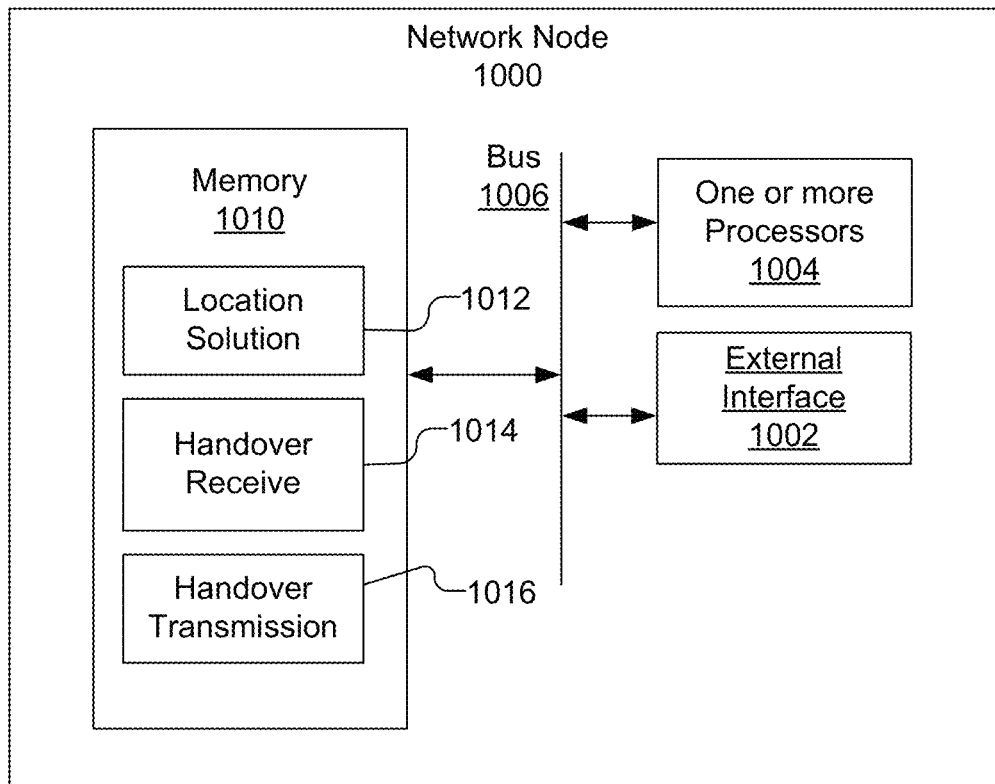 Network Node
1000
Memory
1010
Location
Solution
1012
Handover
Receive
1014
Handover
Transmission
1016
Bus
1006
One or more
Processors
1004
External
Interface
1002